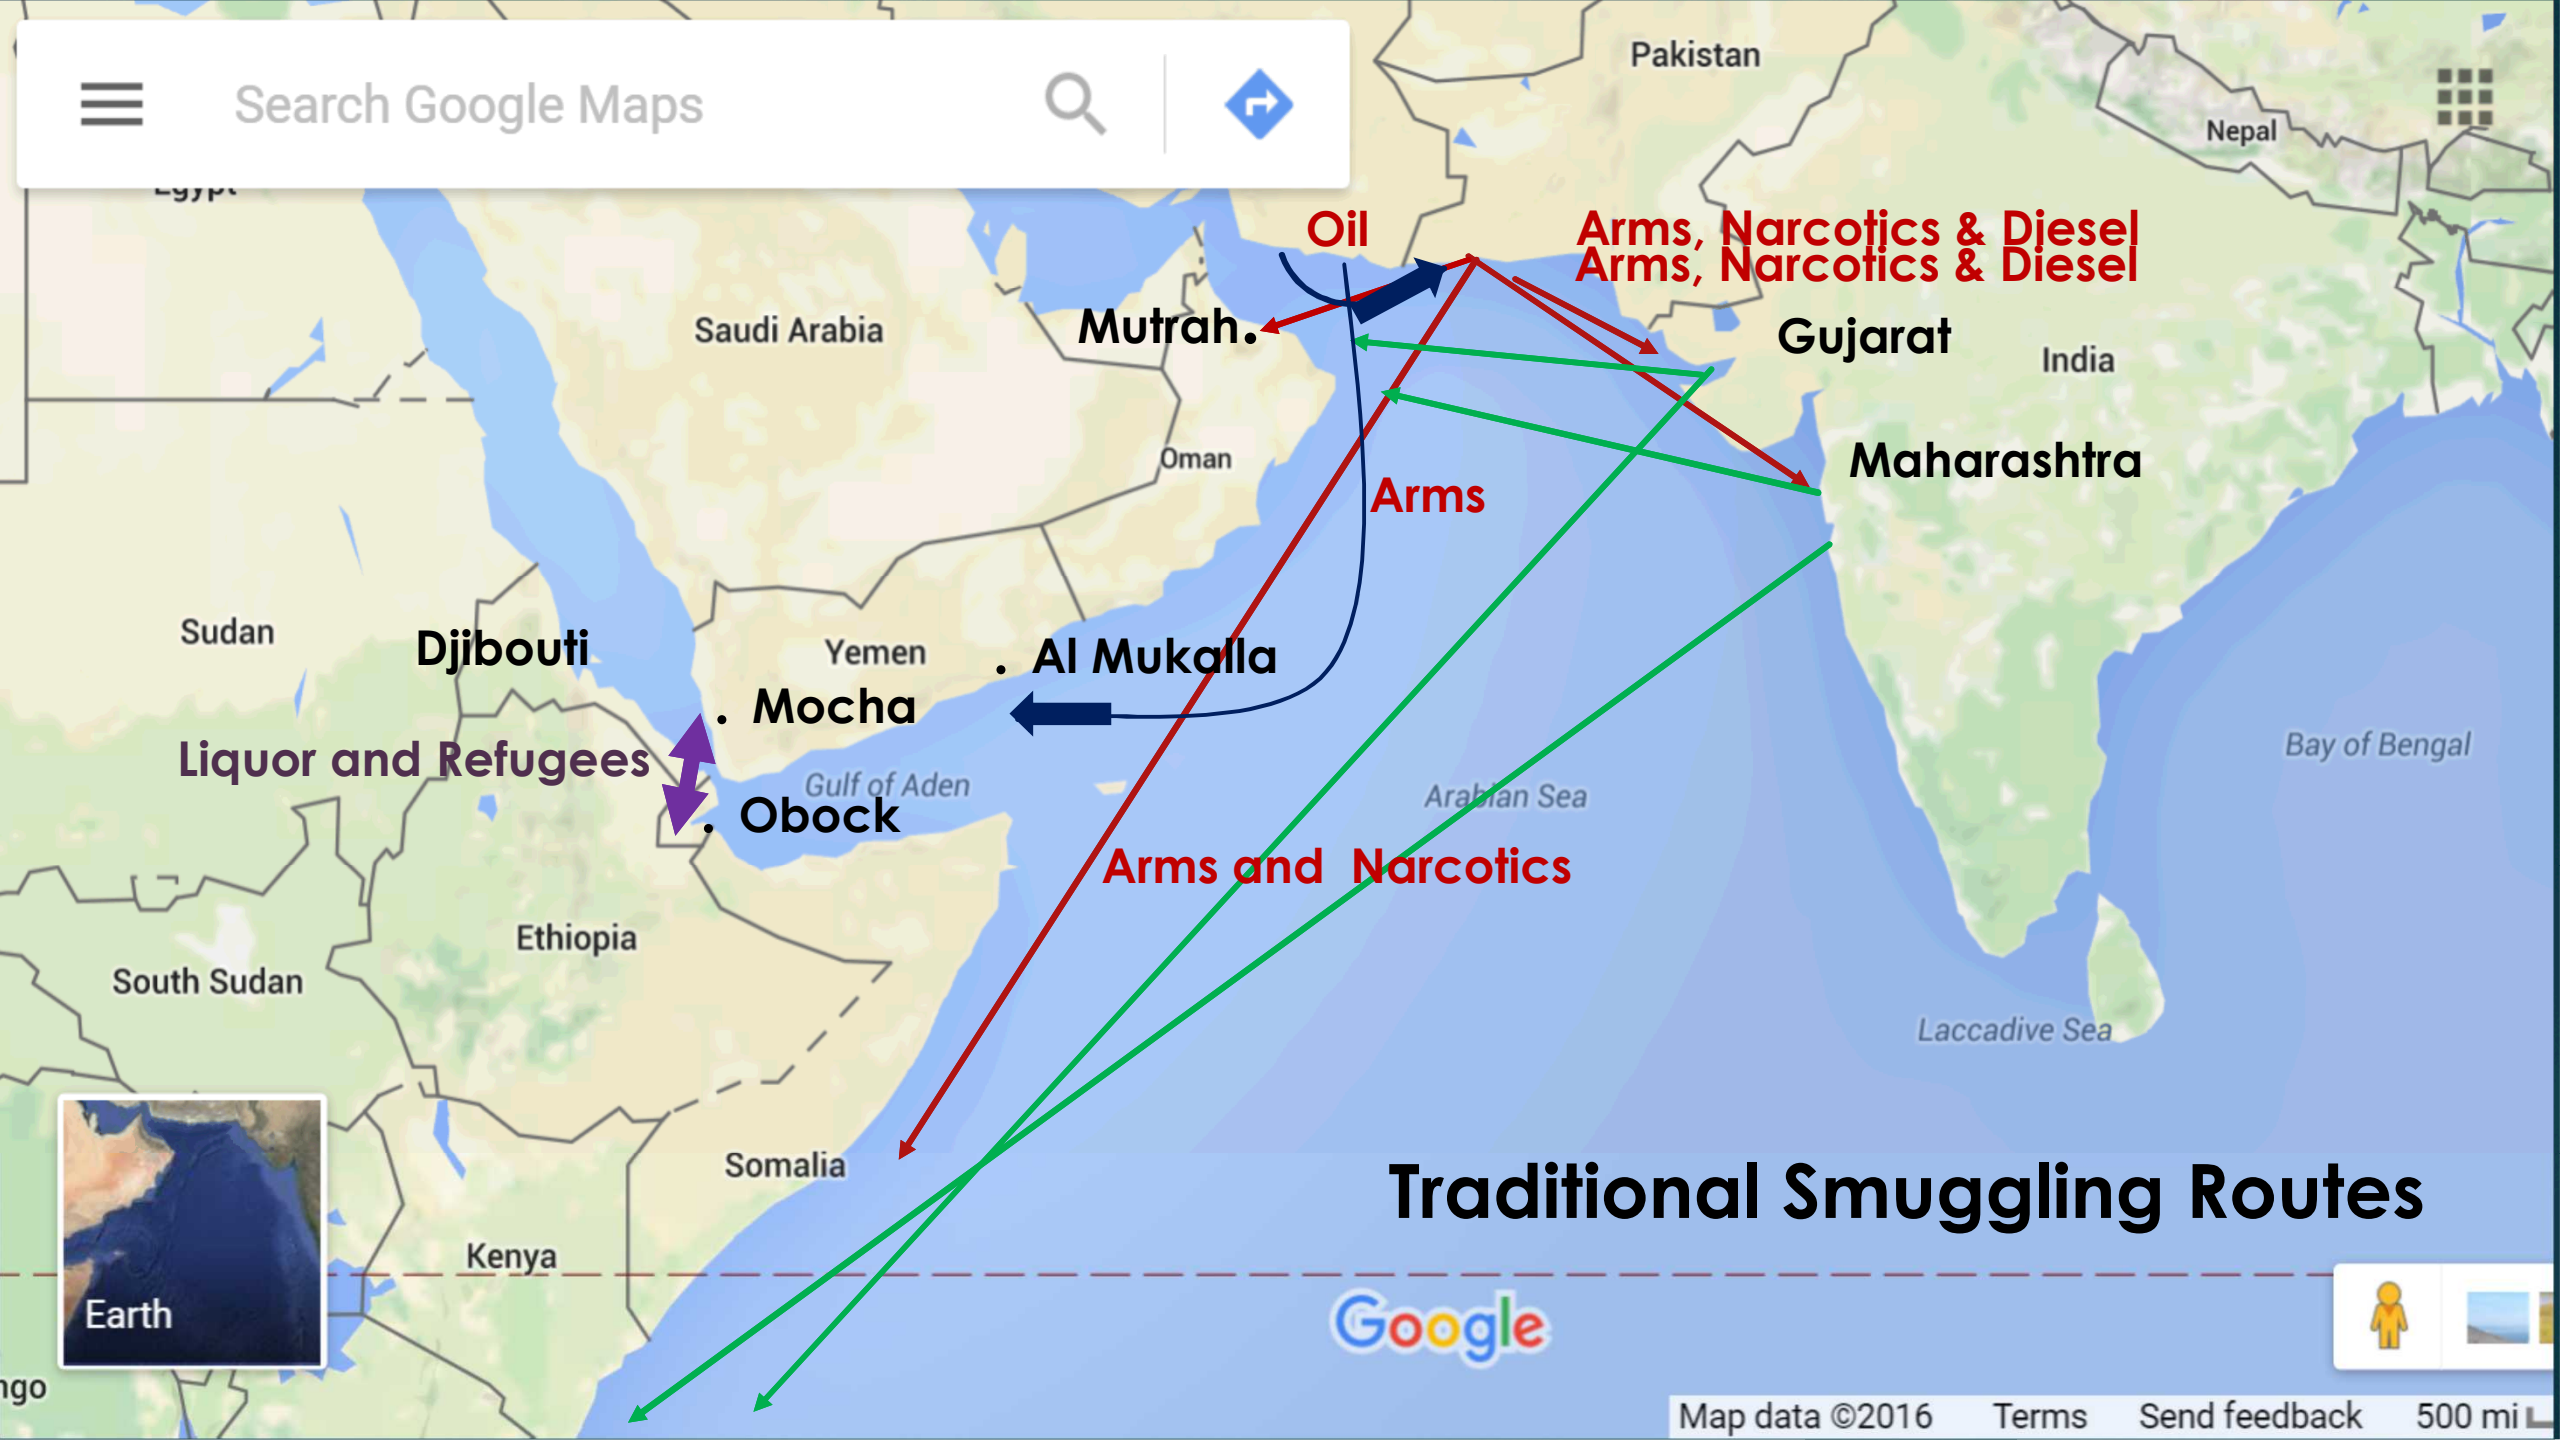 Search Google Maps
Pakistan
Nepal
Egypt
Oil
Arms, Narcotics & Diesel
Arms, Narcotics & Diesel
Mutrah.
Saudi Arabia
Gujarat
India
Oman
Maharashtra
Arms
Sudan
Djibouti
Yemen
. Al Mukalla
. Mocha
Liquor and Refugees
Gulf of Aden
Arabian Sea
Bay of Bengal
. Obock
Arms and Narcotics
Ethiopia
South Sudan
Laccadive Sea
Somalia
Traditional Smuggling Routes
Kenya
Earth
Google
ngo
Map data ©2016 Terms Send feedback 500 mi